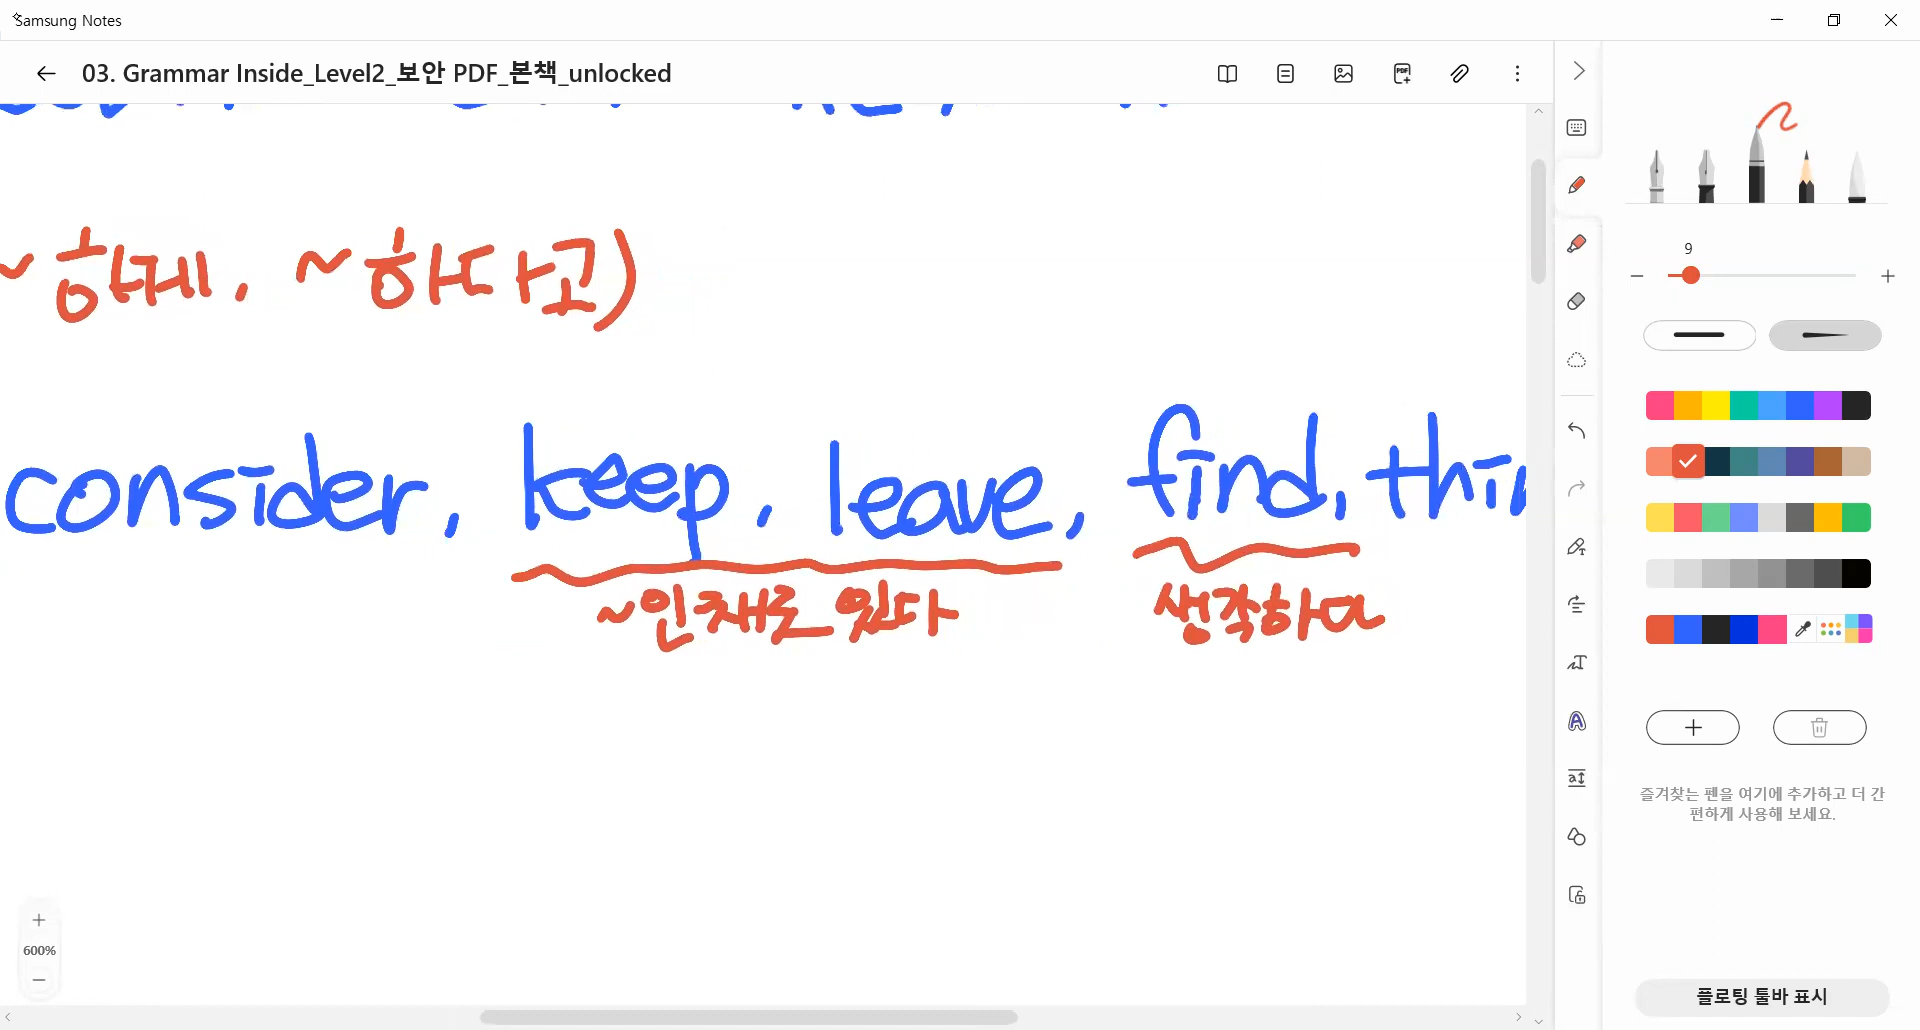 Samsung Notes
03. Grammar Inside_Level2_보안 PDF_본책_unlocked
PDF
~ 하게, ~ 하다고)
consider, keep, leave, find, thin
~인 채로 있다
생각하다
9
600%
즐겨찾는 펜을 여기에 추가하고 더 간
편하게 사용해 보세요.
플로팅 툴바 표시